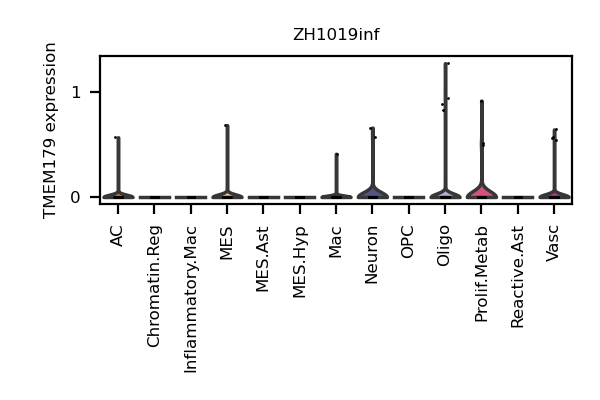 ZH1019inf
TMEM179 expression
1
0
AC
Chromatin.Reg
Inflammatory.Mac
MES
MES.Ast
MES.Hyp
Mac
Neuron
OPC
Oligo
Prolif.Metab
Reactive.Ast
Vasc